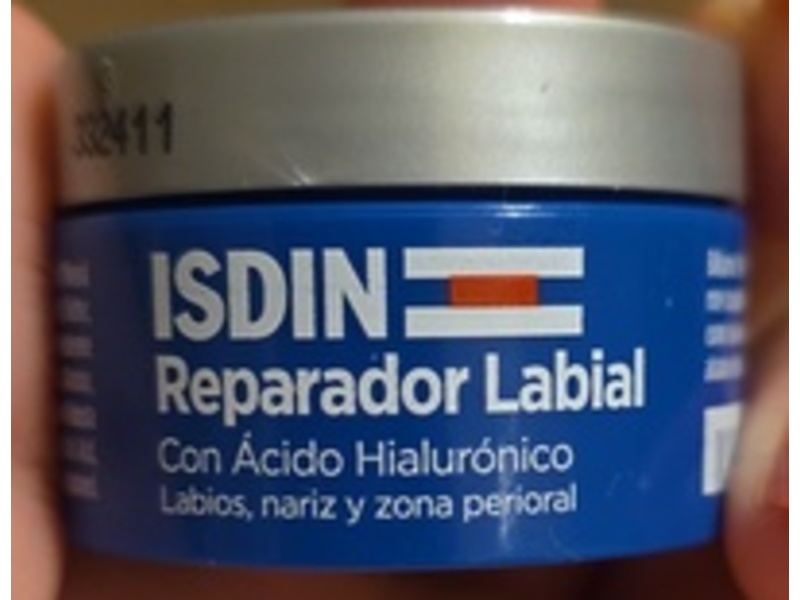 332411
ISDIN
Reparador Labial
Con Ácido Hialurónico
Labios, nariz y zona perioral